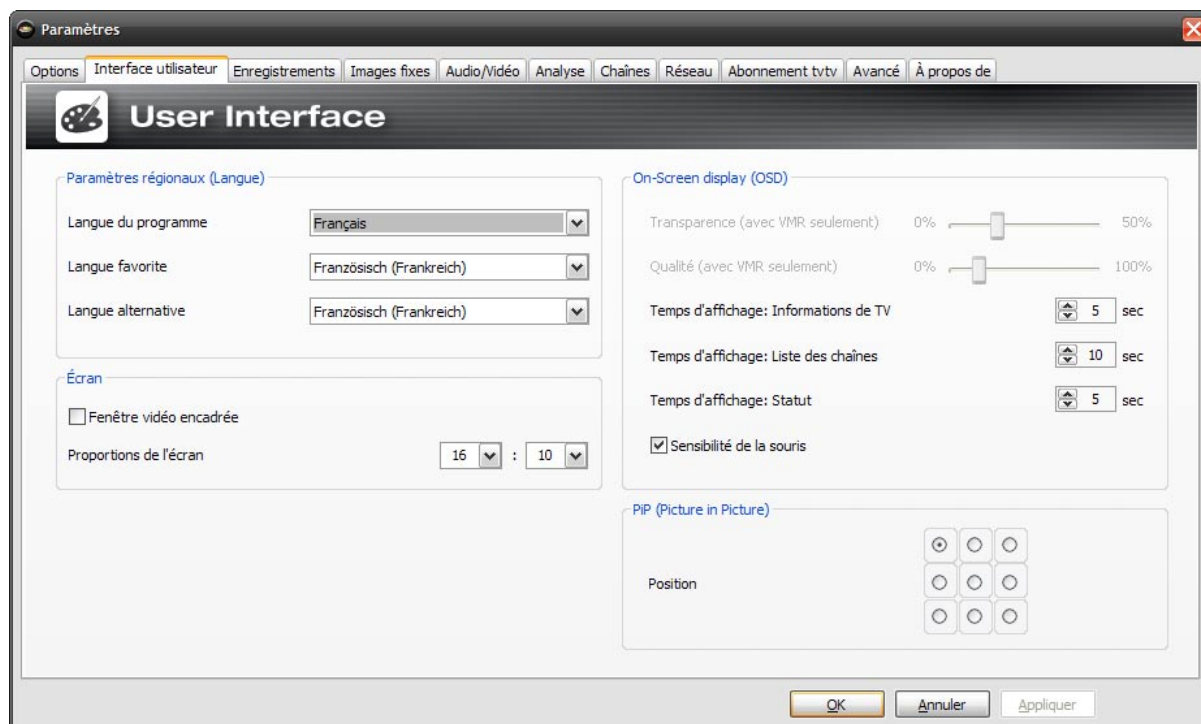 Paramètres
Options Interface utilisateur Enregistrements Images fixes Audio/Vidéo Analyse Chaînes Réseau Abonnement tvtv Avancé À propos de
User Interface
Paramètres régionaux (Langue)
Langue du programme Français
Langue favorite Französisch (Frankreich)
Langue alternative Französisch (Frankreich)
Écran
Fenêtre vidéo encadrée
Proportions de l'écran 16 : 10
On-Screen display (OSD)
Transparence (avec VMR seulement) 0% 50%
Qualité (avec VMR seulement) 0% 100%
Temps d'affichage: Informations de TV 5 sec
Temps d'affichage: Liste des chaînes 10 sec
Temps d'affichage: Statut 5 sec
Sensibilité de la souris
PiP (Picture in Picture)
Position
OK Annuler Appliquer